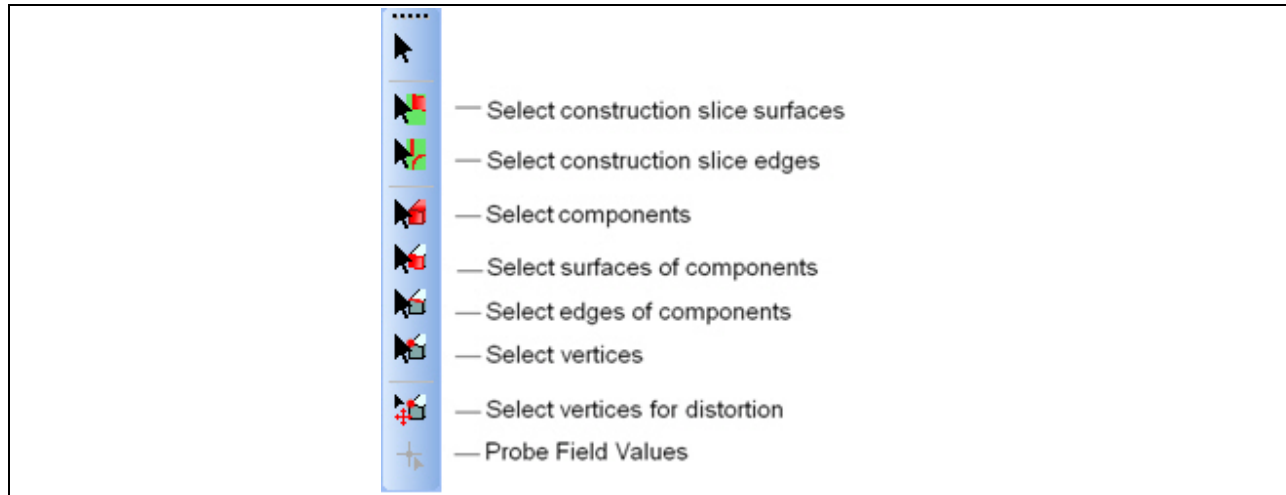 Select construction slice surfaces
Select construction slice edges
Select components
Select surfaces of components
Select edges of components
Select vertices
Select vertices for distortion
Probe Field Values